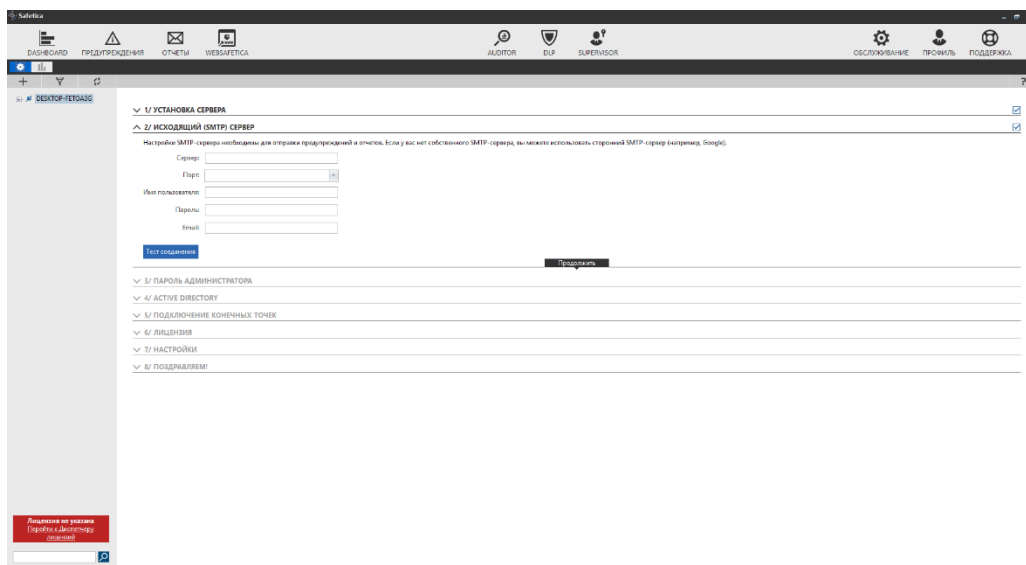 Safetica
DASHBOARD ПРЕДУПРЕЖДЕНИЯ ОТЧЕТЫ WEBSAFETICA AUDITOR DLP SUPERVISOR ОБСЛУЖИВАНИЕ ПРОФИЛЬ ПОДДЕРЖКА
?
DESKTOP-FETOA3G
1/ УСТАНОВКА СЕРВЕРА
2/ ИСХОДЯЩИЙ (SMTP) СЕРВЕР
Настройки SMTP-сервера необходимы для отправки предупреждений и отчетов. Если у вас нет собственного SMTP-сервера, вы можете использовать сторонний SMTP-сервер (например, Google).
Сервер:
Порт:
Имя пользователя:
Пароль:
Email:
Тест соединения
Продолжить
3/ ПАРОЛЬ АДМИНИСТРАТОРА
4/ ACTIVE DIRECTORY
5/ ПОДКЛЮЧЕНИЕ КОНЕЧНЫХ ТОЧЕК
6/ ЛИЦЕНЗИЯ
7/ НАСТРОЙКИ
8/ ПОЗДРАВЛЯЕМ!
Лицензия не указана
Перейти к Диспетчеру
лицензий